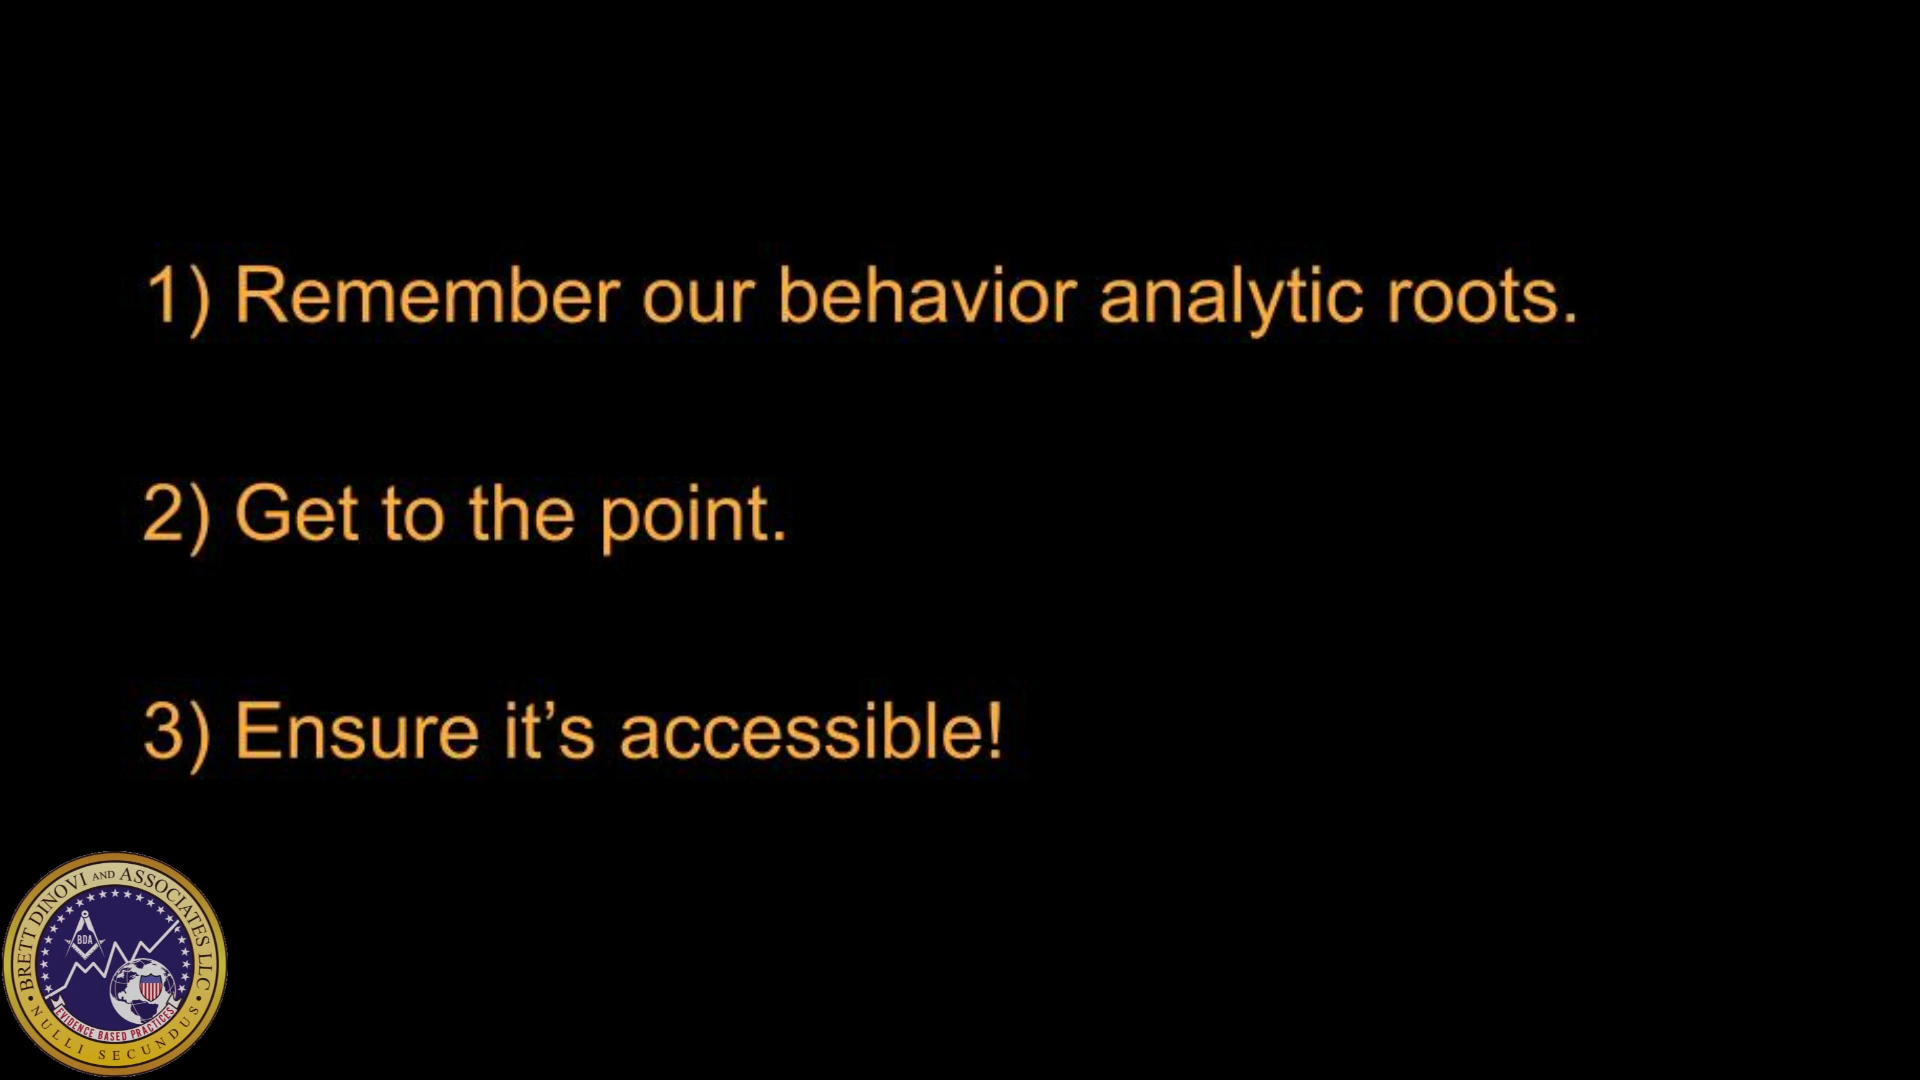 1) Remember our behavior analytic roots.
2) Get to the point.
3) Ensure it's accessible!
BRETT DINOVI AND ASSOCIATES LLC
BDA
EVIDENCE BASED PRACTICES
NULLI SECUNDUS